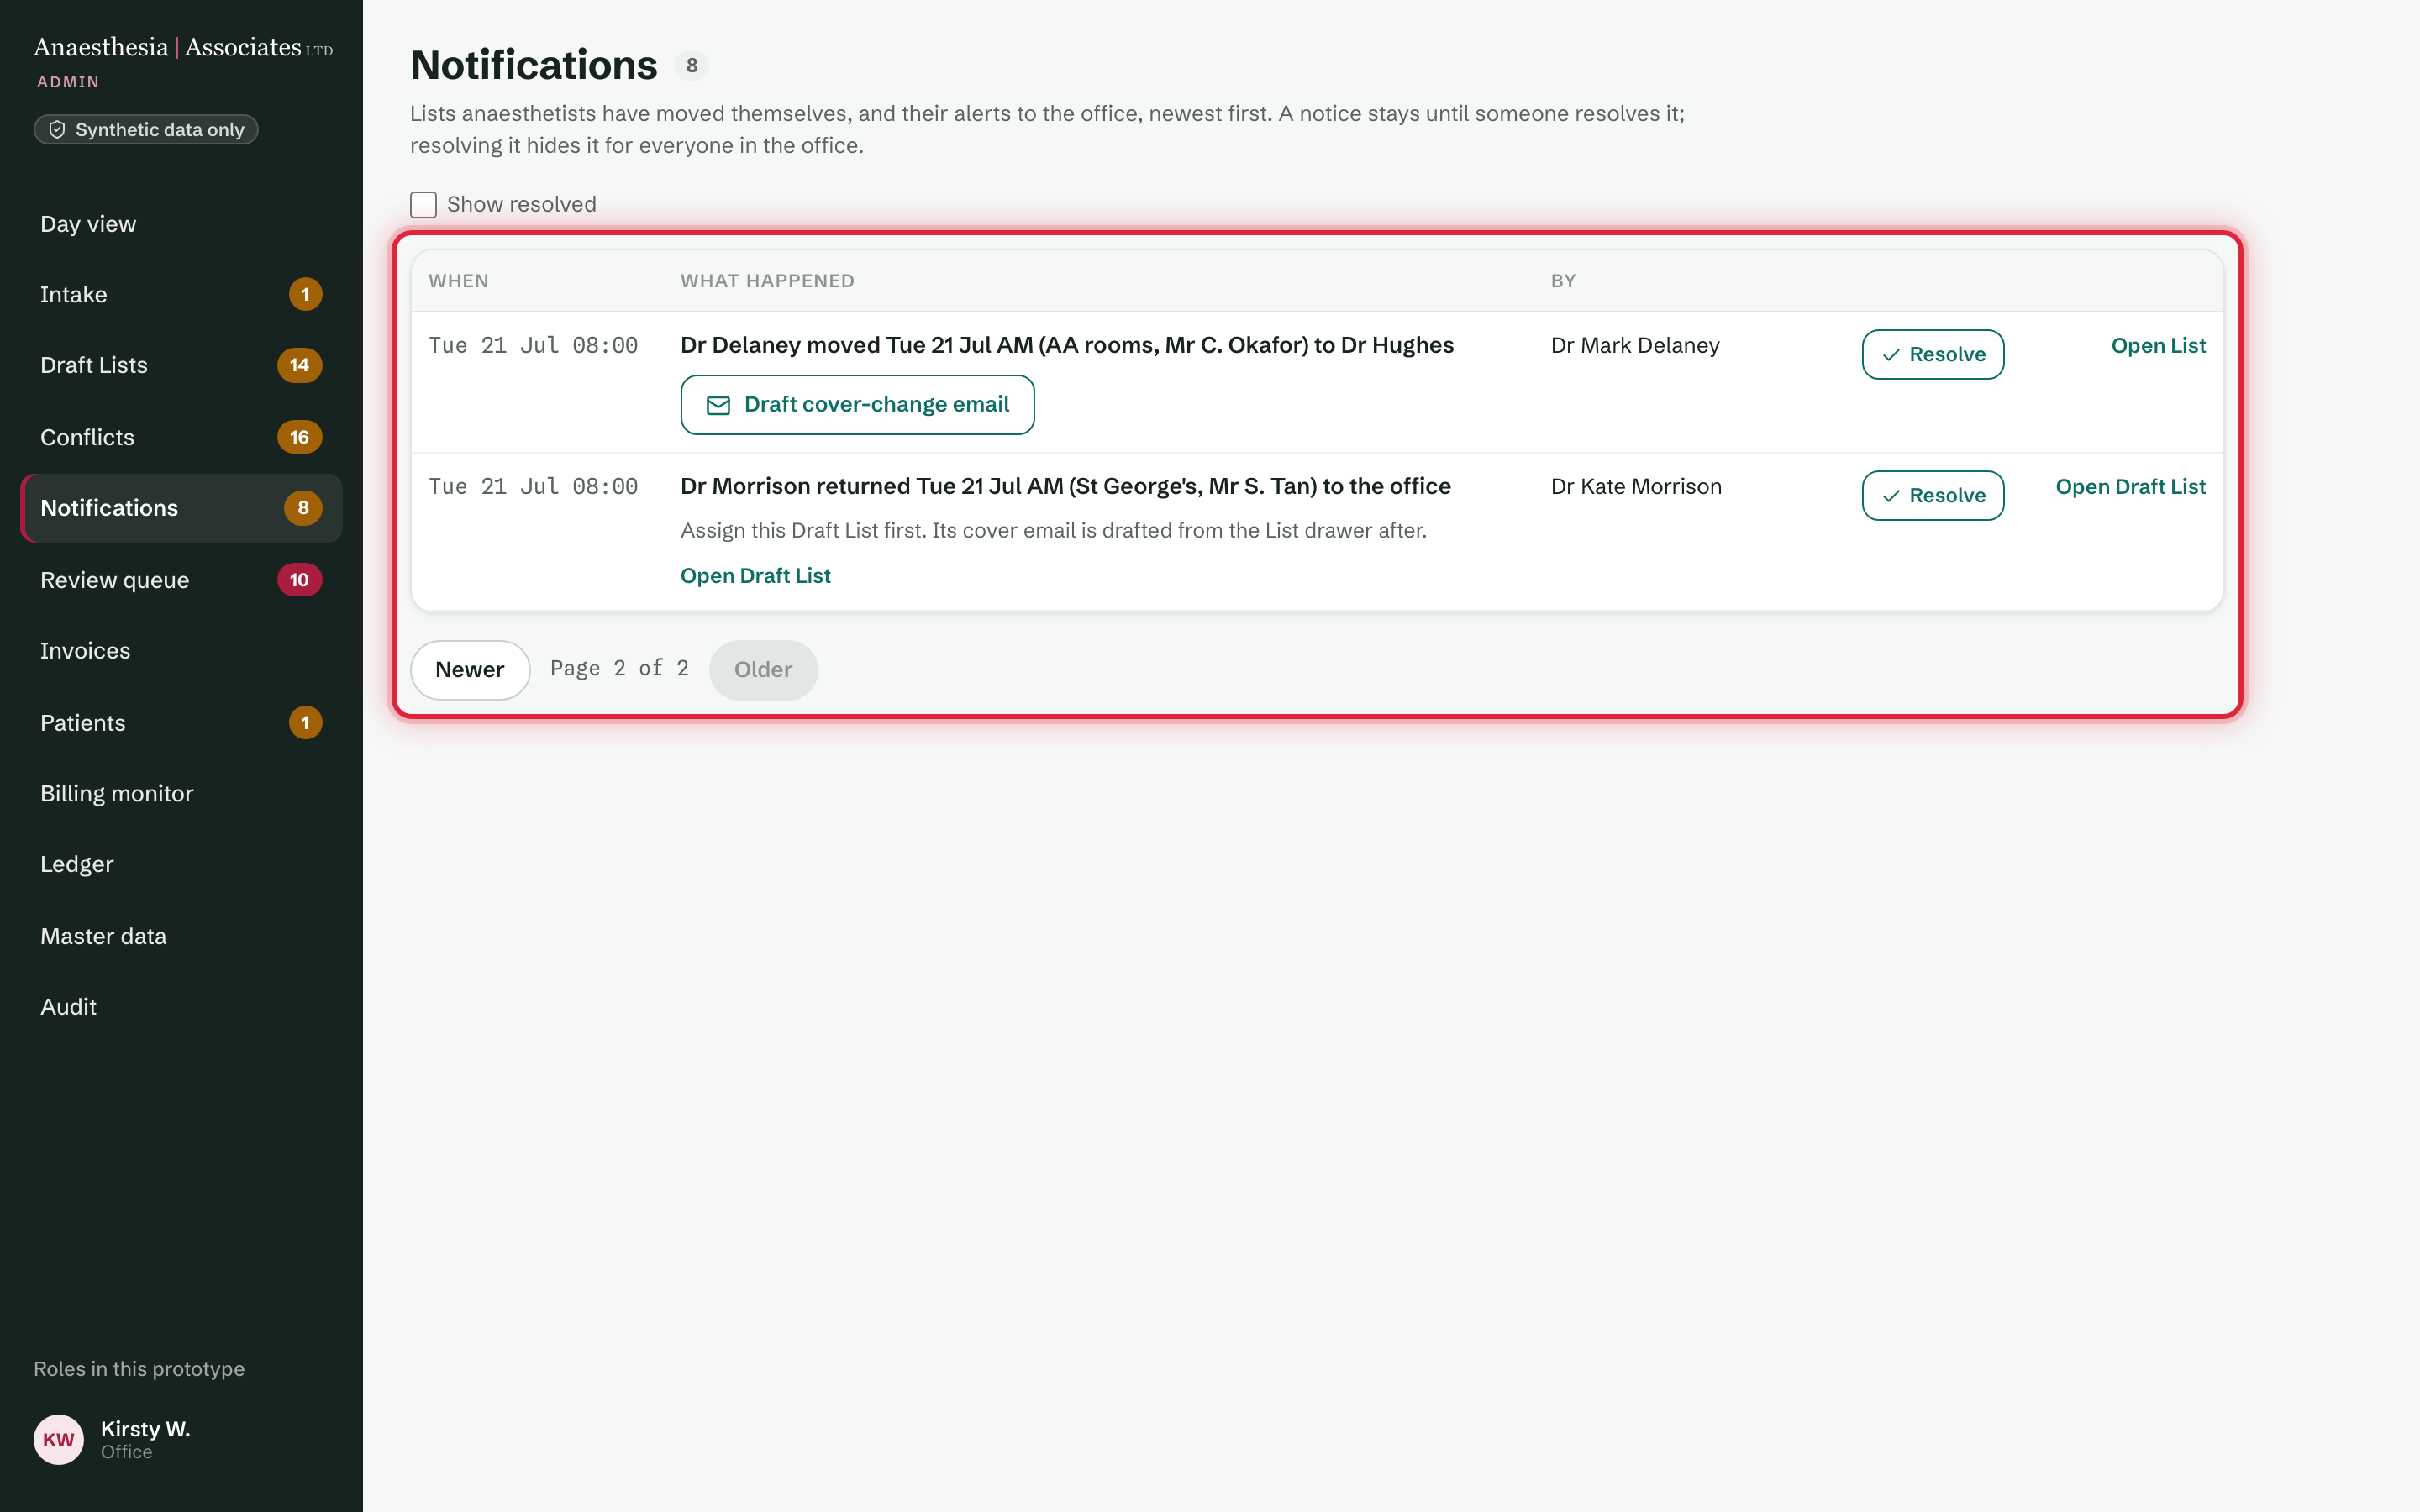 Anaesthesia | Associates LTD
ADMIN
Synthetic data only
Day view
Intake 1
Draft Lists 14
Conflicts 16
Notifications 8
Review queue 10
Invoices
Patients 1
Billing monitor
Ledger
Master data
Audit
Roles in this prototype
KW
Kirsty W.
Office
Notifications 8
Lists anaesthetists have moved themselves, and their alerts to the office, newest first. A notice stays until someone resolves it;
resolving it hides it for everyone in the office.
Show resolved
WHEN WHAT HAPPENED BY
Tue 21 Jul 08:00 Dr Delaney moved Tue 21 Jul AM (AA rooms, Mr C. Okafor) to Dr Hughes Dr Mark Delaney Resolve Open List
Draft cover-change email
Tue 21 Jul 08:00 Dr Morrison returned Tue 21 Jul AM (St George's, Mr S. Tan) to the office Dr Kate Morrison Resolve Open Draft List
Assign this Draft List first. Its cover email is drafted from the List drawer after.
Open Draft List
Newer Page 2 of 2 Older